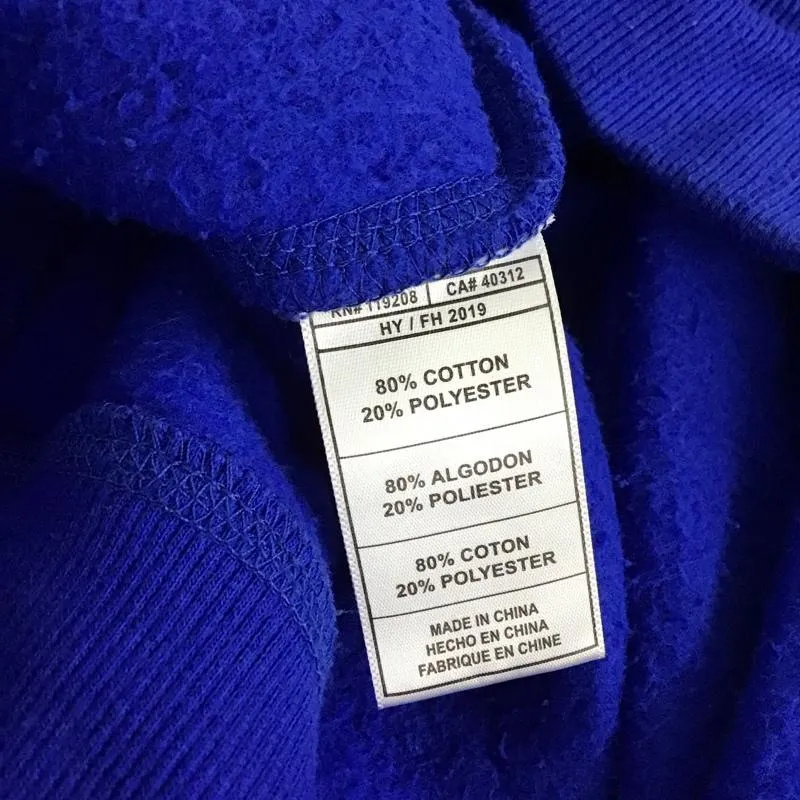 RN# 119208 CA# 40312
HY / FH 2019
80% COTTON
20% POLYESTER
80% ALGODON
20% POLIESTER
80% COTON
20% POLYESTER
MADE IN CHINA
HECHO EN CHINA
FABRIQUE EN CHINE